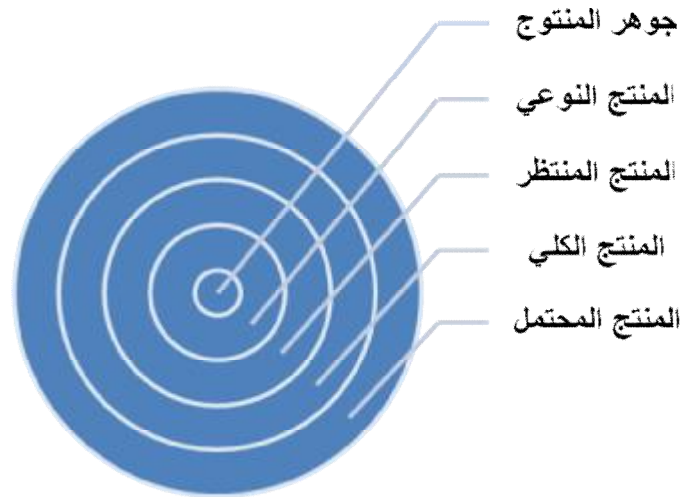 جوهر المنتوج
المنتج النوعي
المنتج المنتظر
المنتج الكلي
المنتج المحتمل